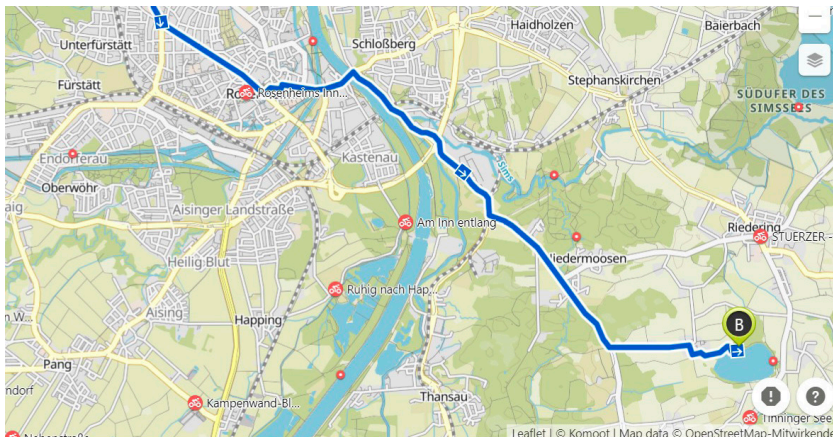 Haidholzen
Baierbach
Unterfürstätt
Schloßberg
Fürstätt
Stephanskirchen
SÜDUFER DES
SIMSSEES
Rosenheims Inn...
Endorferau
Kastenau
Sims
Oberwöhr
aig
Aisinger Landstraße
Am Inn entlang
Riedering
STUERZER –
Heilig Blut
Niedermoosen
Ruhig nach Hap...
n W...
Aising
Happing
B
Pang
ndorf
Thansau
Kampenwand-Bl...
Tinninger See
Leaflet | © Komoot | Map data © OpenStreetMap-Mitwirkende